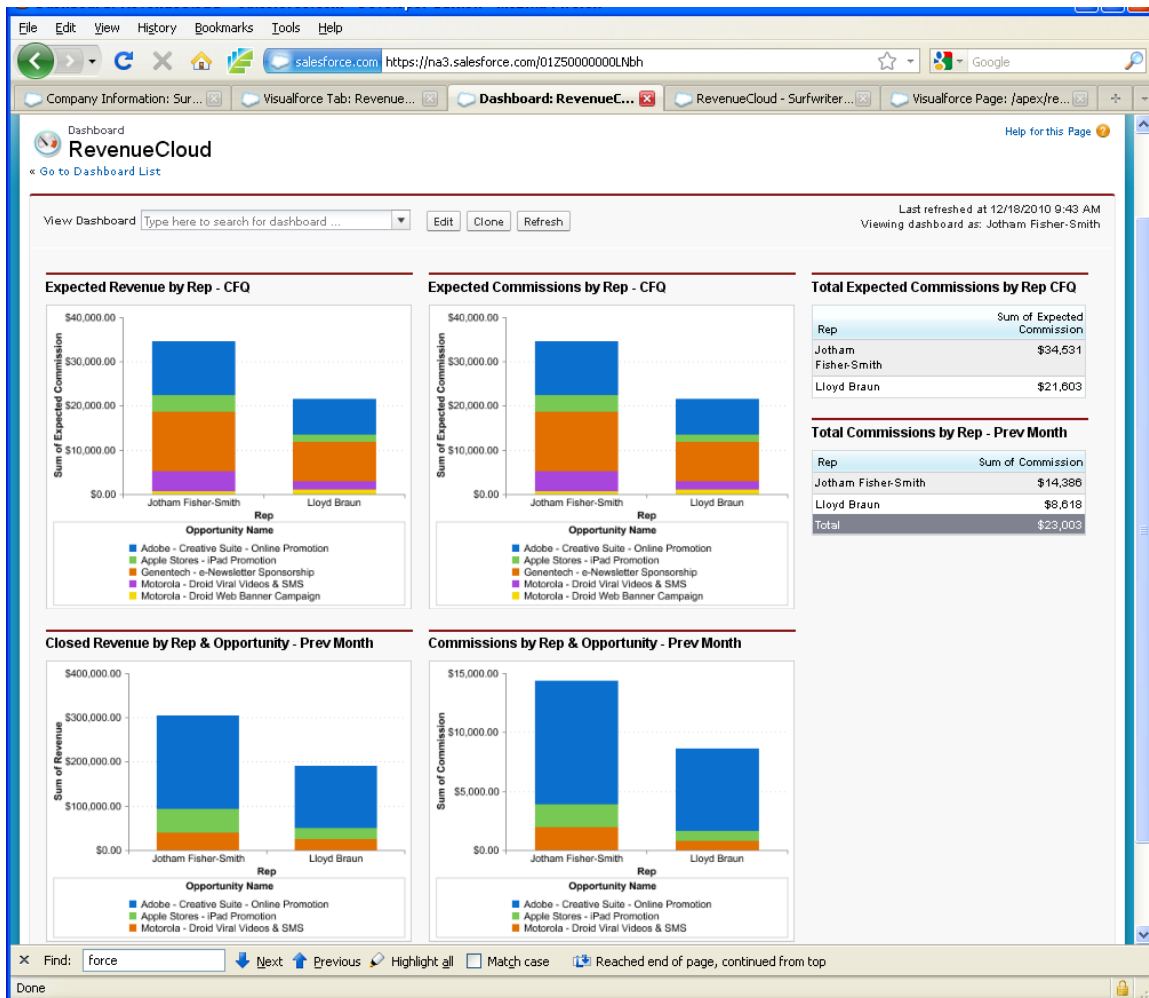 File Edit View History Bookmarks Tools Help
salesforce.com https://na3.salesforce.com/01Z50000000LNbh
Google
Company Information: Sur... Visualforce Tab: Revenue... Dashboard: RevenueC... RevenueCloud - Surfwriter... Visualforce Page: /apex/re...
Dashboard
RevenueCloud
Help for this Page
« Go to Dashboard List
View Dashboard Type here to search for dashboard ... Edit Clone Refresh
Last refreshed at 12/18/2010 9:43 AM
Viewing dashboard as: Jotham Fisher-Smith
Expected Revenue by Rep - CFQ
$40,000.00
$30,000.00
$20,000.00
$10,000.00
$0.00
Sum of Expected Commission
Jotham Fisher-Smith Lloyd Braun
Rep
Opportunity Name
Adobe - Creative Suite - Online Promotion
Apple Stores - iPad Promotion
Genentech - e-Newsletter Sponsorship
Motorola - Droid Viral Videos & SMS
Motorola - Droid Web Banner Campaign
Expected Commissions by Rep - CFQ
$40,000.00
$30,000.00
$20,000.00
$10,000.00
$0.00
Sum of Expected Commission
Jotham Fisher-Smith Lloyd Braun
Rep
Opportunity Name
Adobe - Creative Suite - Online Promotion
Apple Stores - iPad Promotion
Genentech - e-Newsletter Sponsorship
Motorola - Droid Viral Videos & SMS
Motorola - Droid Web Banner Campaign
Total Expected Commissions by Rep CFQ
Sum of Expected
Rep Commission
Jotham $34,531
Fisher-Smith
Lloyd Braun $21,603
Total Commissions by Rep - Prev Month
Rep Sum of Commission
Jotham Fisher-Smith $14,386
Lloyd Braun $8,618
Total $23,003
Closed Revenue by Rep & Opportunity - Prev Month
$400,000.00
$300,000.00
$200,000.00
$100,000.00
$0.00
Sum of Revenue
Jotham Fisher-Smith Lloyd Braun
Rep
Opportunity Name
Adobe - Creative Suite - Online Promotion
Apple Stores - iPad Promotion
Motorola - Droid Viral Videos & SMS
Commissions by Rep & Opportunity - Prev Month
$15,000.00
$10,000.00
$5,000.00
$0.00
Sum of Commission
Jotham Fisher-Smith Lloyd Braun
Rep
Opportunity Name
Adobe - Creative Suite - Online Promotion
Apple Stores - iPad Promotion
Motorola - Droid Viral Videos & SMS
Find: force Next Previous Highlight all Match case Reached end of page, continued from top
Done